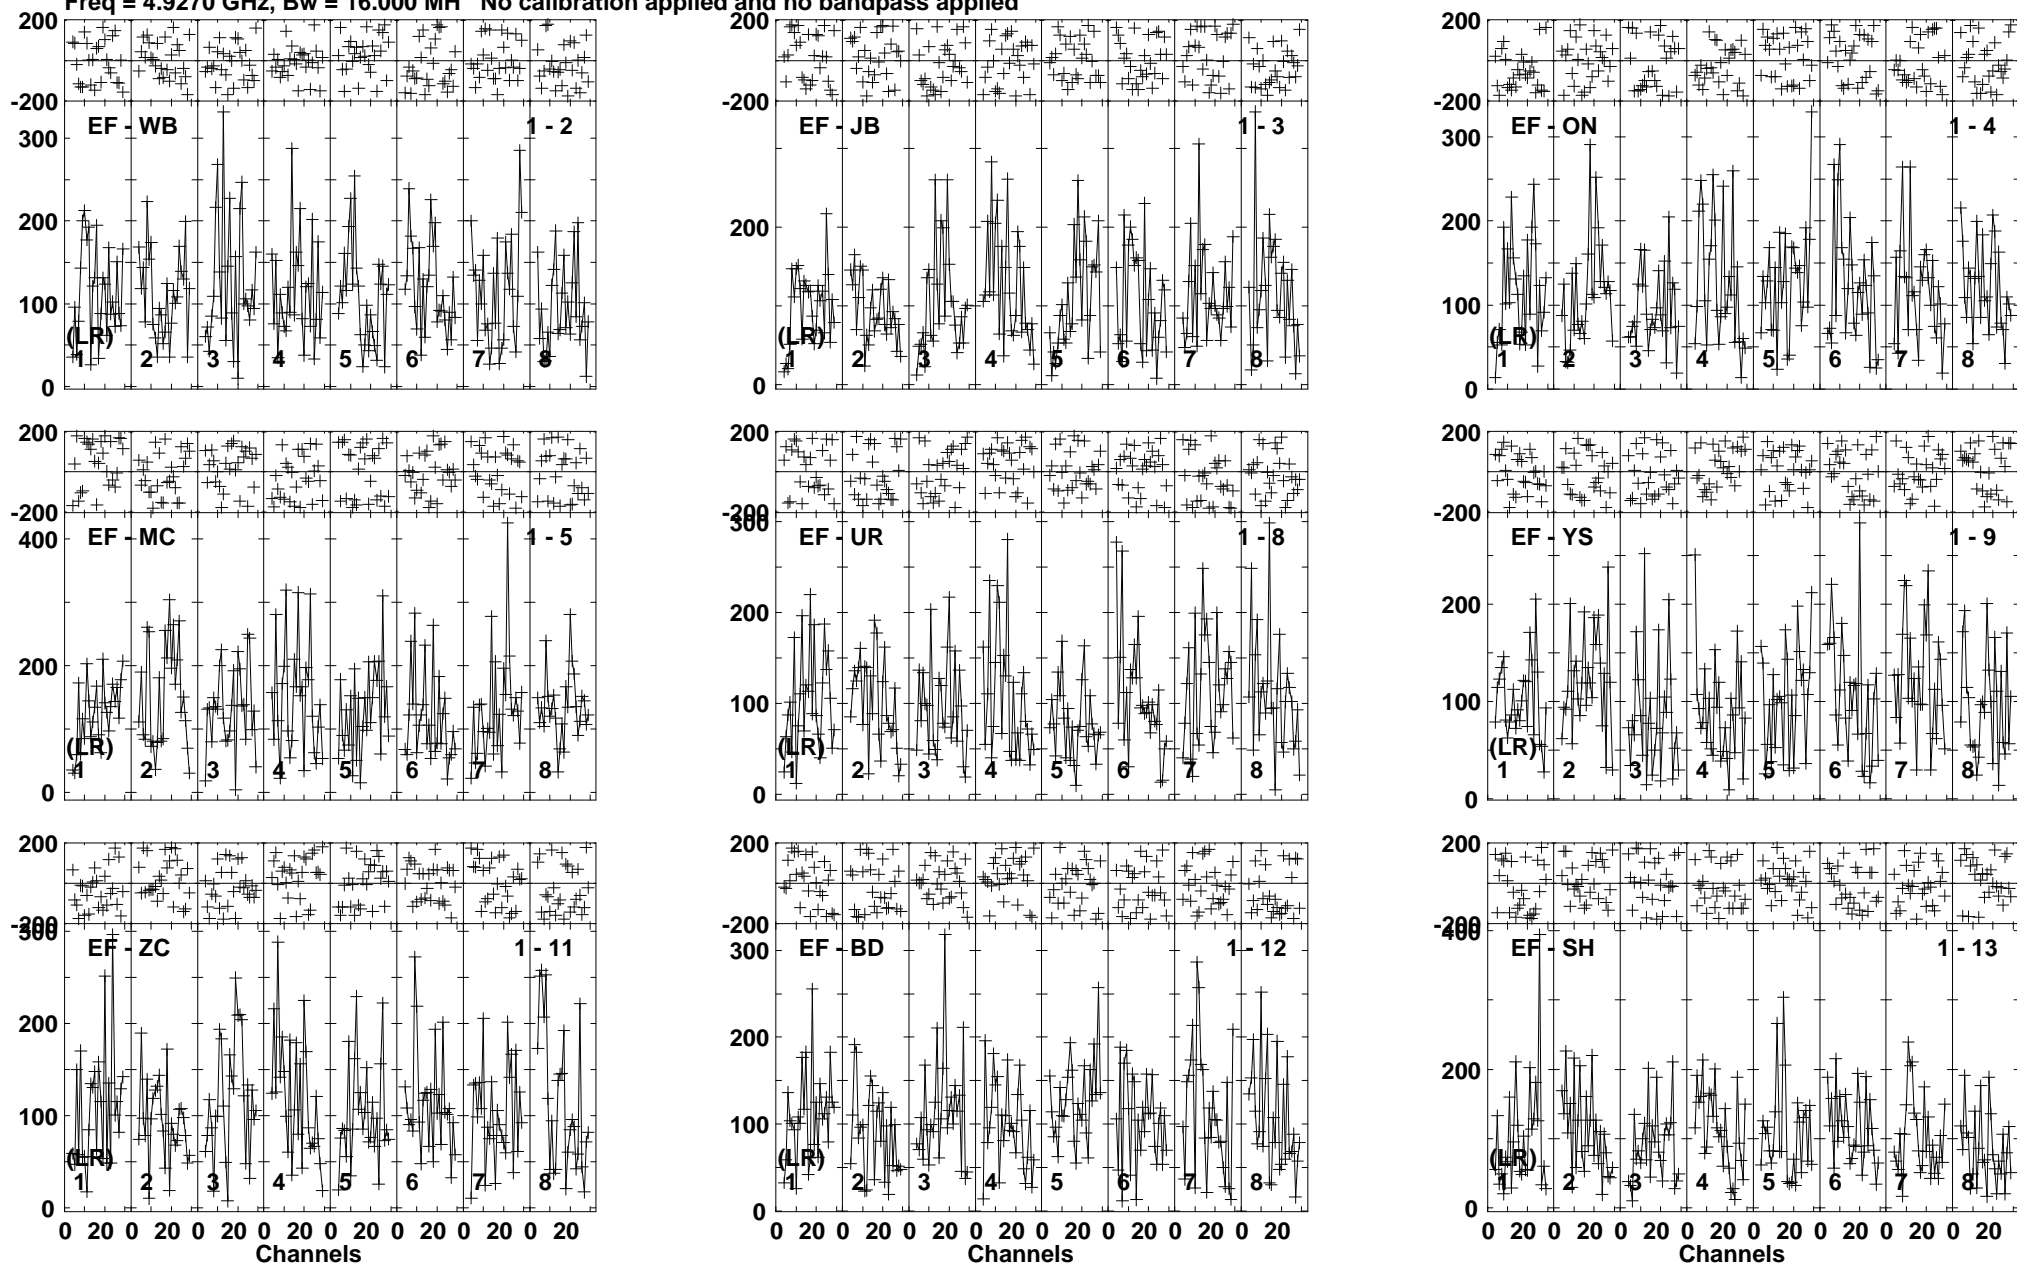 Freq = 4.9270 GHz, Bw = 16.000 MH No calibration applied and no bandpass applied
200
-200
300
200
100
0
EF - WB
1 - 2
(LR)
1 2 3 4 5 6 7 8
200
-200
200
0
EF - JB
1 - 3
(LR)
1 2 3 4 5 6 7 8
200
-200
300
200
100
0
EF - ON
1 - 4
(LR)
1 2 3 4 5 6 7 8
200
-200
400
200
0
EF - MC
1 - 5
(LR)
1 2 3 4 5 6 7 8
200
-200
300
200
100
0
EF - UR
1 - 8
(LR)
1 2 3 4 5 6 7 8
200
-200
200
100
0
EF - YS
1 - 9
(LR)
1 2 3 4 5 6 7 8
200
-200
300
200
100
0
EF - ZC
1 - 11
(LR)
1 2 3 4 5 6 7 8
0 20 0 20 0 20 0 20 0 20 0 20 0 20 0 20
Channels
200
-200
300
200
100
0
EF - BD
1 - 12
(LR)
1 2 3 4 5 6 7 8
0 20 0 20 0 20 0 20 0 20 0 20 0 20 0 20
Channels
200
-200
400
200
0
EF - SH
1 - 13
(LR)
1 2 3 4 5 6 7 8
0 20 0 20 0 20 0 20 0 20 0 20 0 20 0 20
Channels